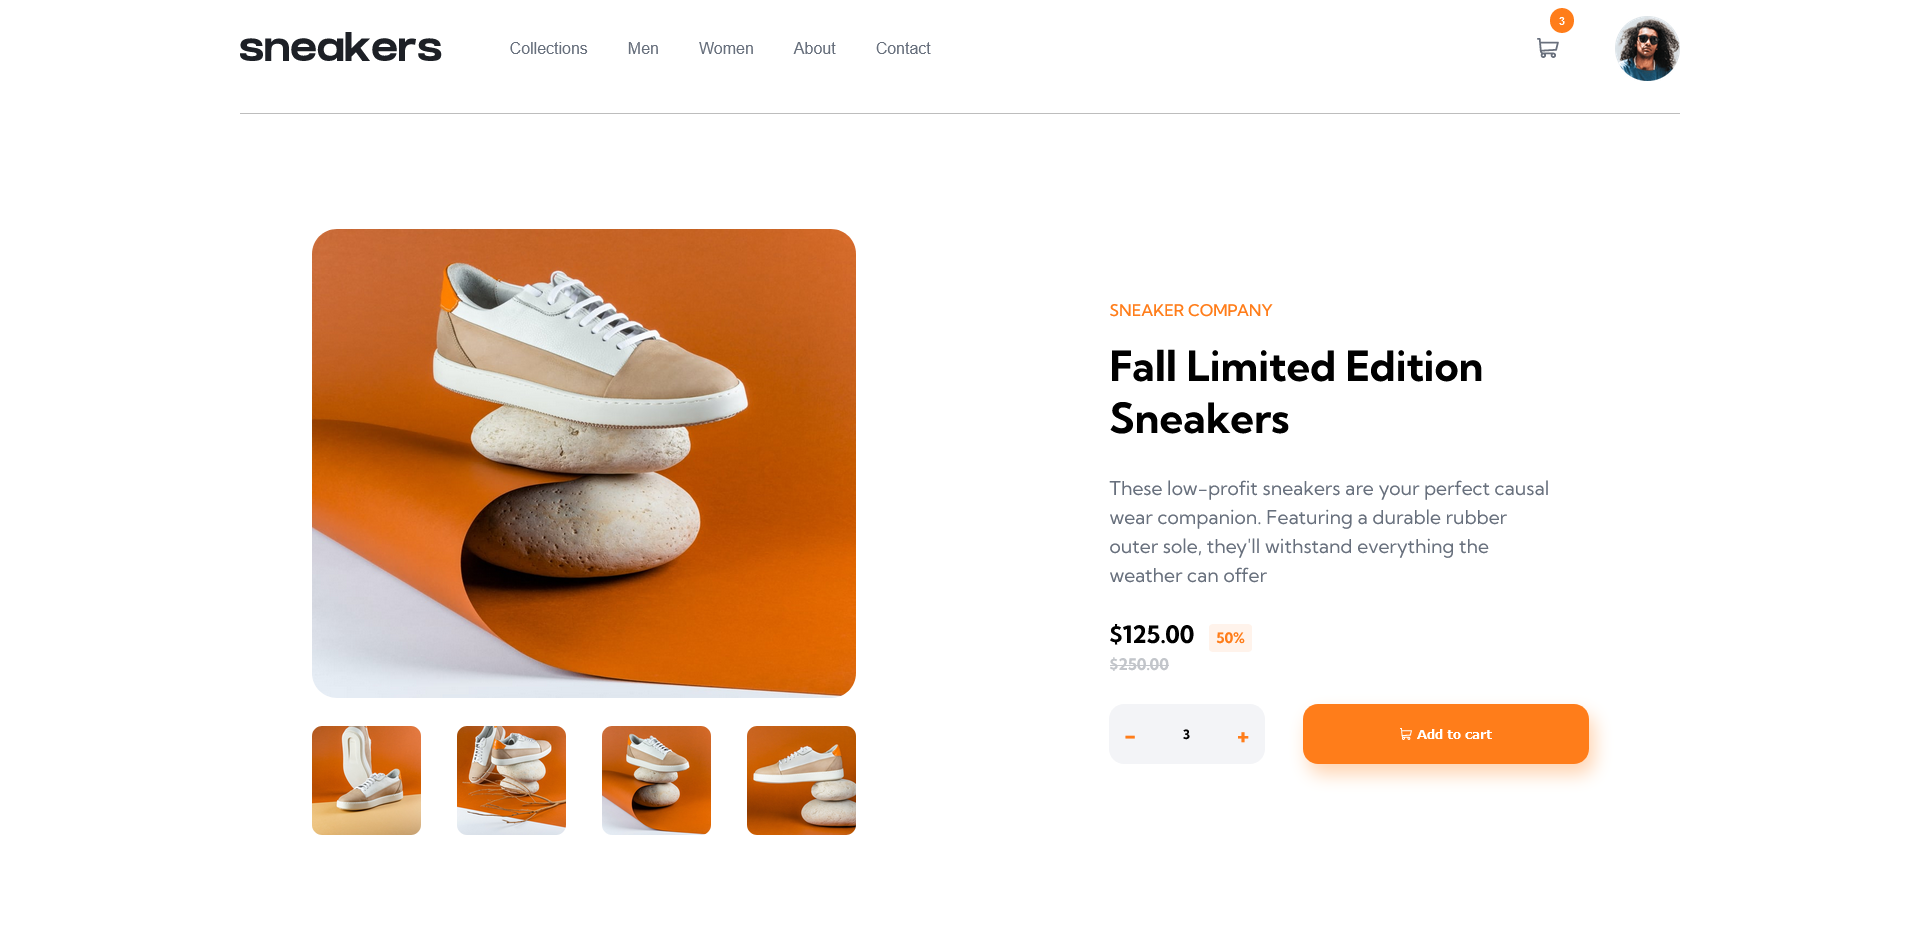 sneakers
Collections Men Women About Contact
3
SNEAKER COMPANY
Fall Limited Edition
Sneakers
These low-profit sneakers are your perfect causal
wear companion. Featuring a durable rubber
outer sole, they'll withstand everything the
weather can offer
$125.00 50%
$250.00
- 3 +
Add to cart